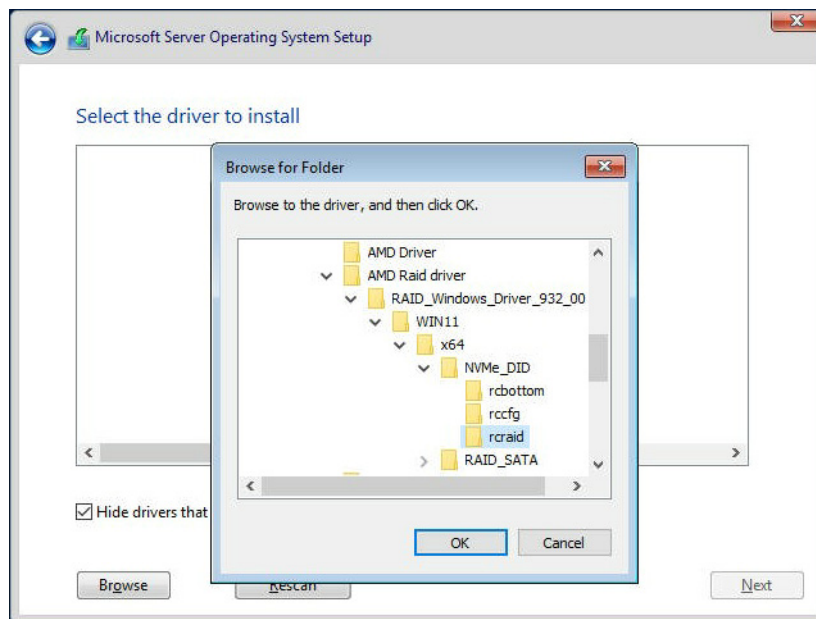 Microsoft Server Operating System Setup
Select the driver to install
Browse for Folder
Browse to the driver, and then click OK.
AMD Driver
AMD Raid driver
RAID_Windows_Driver_932_00
WIN11
x64
NVMe_DID
rcbottom
rccfg
rcraid
RAID_SATA
Hide drivers that
OK Cancel
Browse Rescan Next